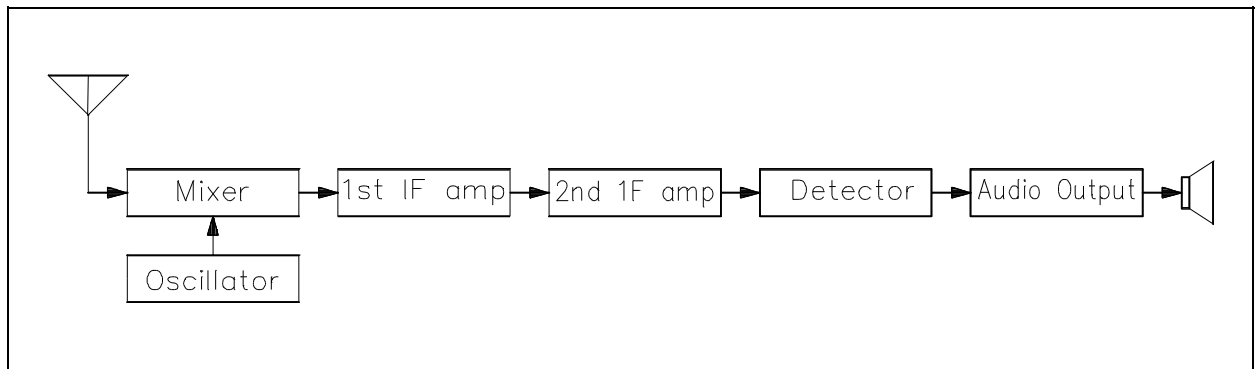 Mixer
1st IF amp
2nd 1F amp
Detector
Audio Output
Oscillator